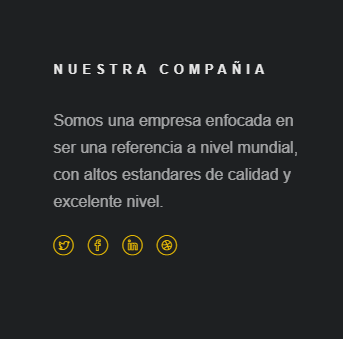 NUESTRA COMPAÑIA
Somos una empresa enfocada en
ser una referencia a nivel mundial,
con altos estandares de calidad y
excelente nivel.